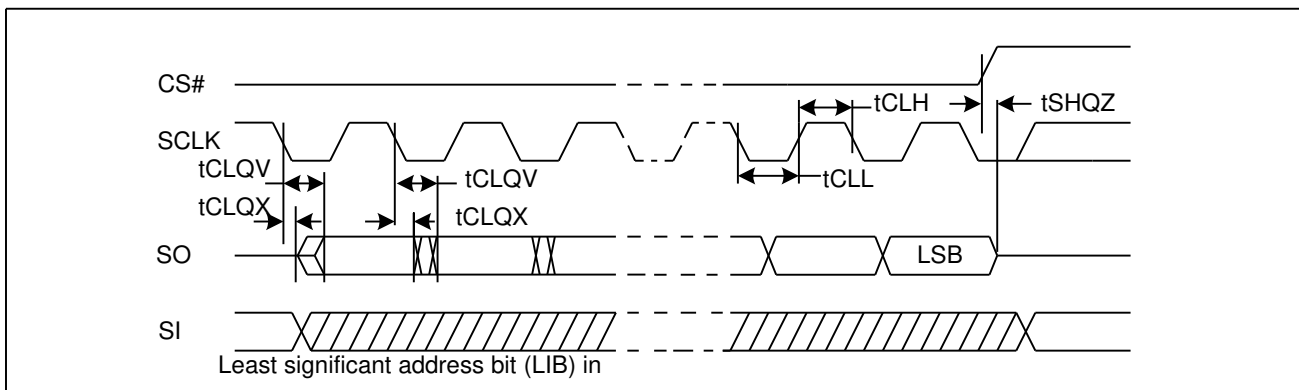 CS#
tCLH
tSHQZ
SCLK
tCLQV
tCLQV
tCLL
tCLQX
tCLQX
SO
LSB
SI
Least significant address bit (LIB) in